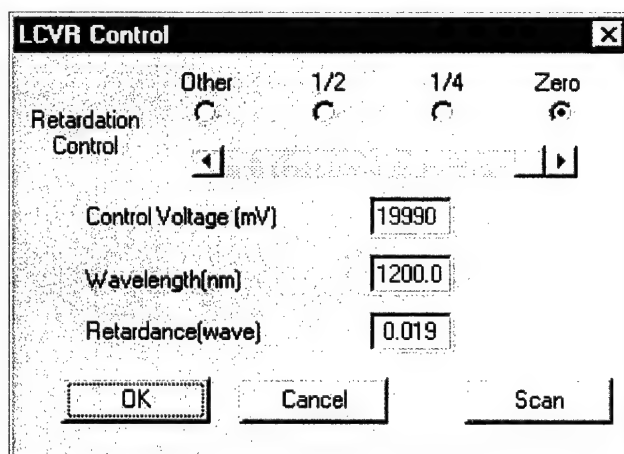 LCVR Control
Other 1/2 1/4 Zero
Retardation
Control
Control Voltage (mV) 19990
Wavelength(nm) 1200.0
Retardance(wave) 0.019
OK Cancel Scan